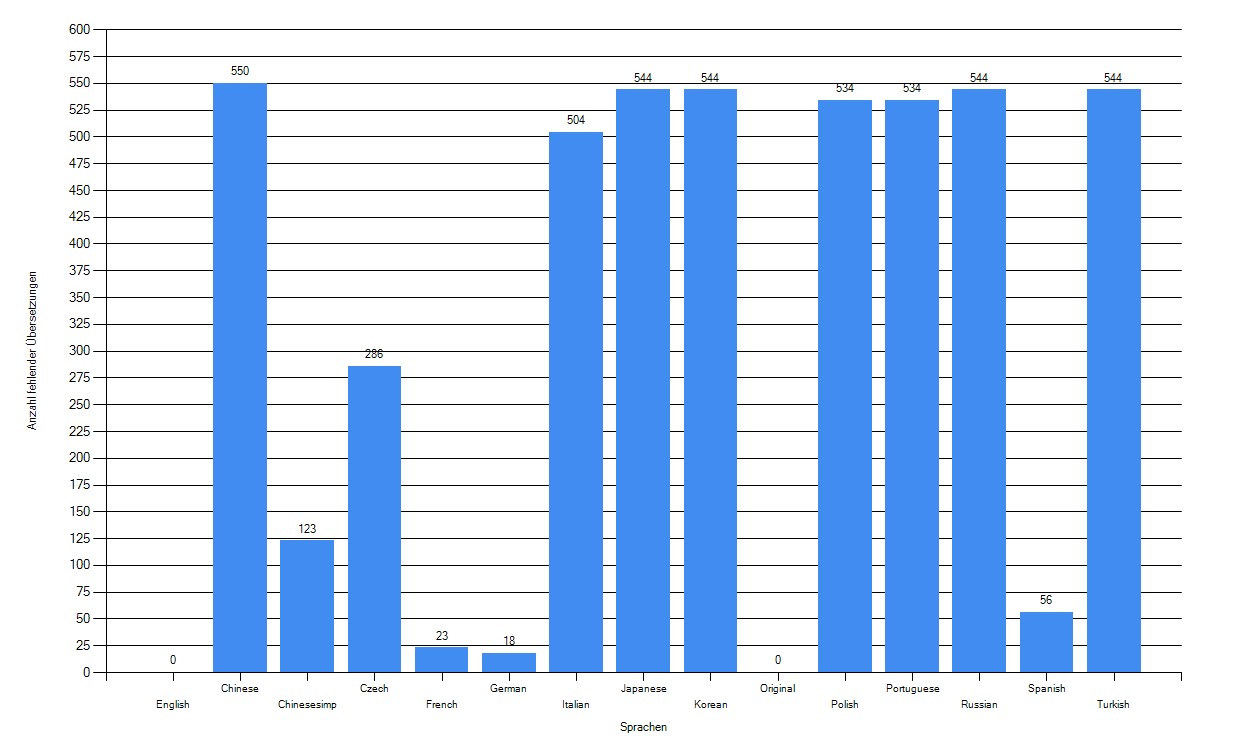 600
575
550
525
500
475
450
425
400
375
350
325
300
275
250
225
200
175
150
125
100
75
50
25
0
Anzahl fehlender Übersetzungen
0
550
123
286
23
18
504
544
544
0
534
534
544
56
544
English
Chinese
Chinesesimp
Czech
French
German
Italian
Japanese
Korean
Original
Polish
Portuguese
Russian
Spanish
Turkish
Sprachen